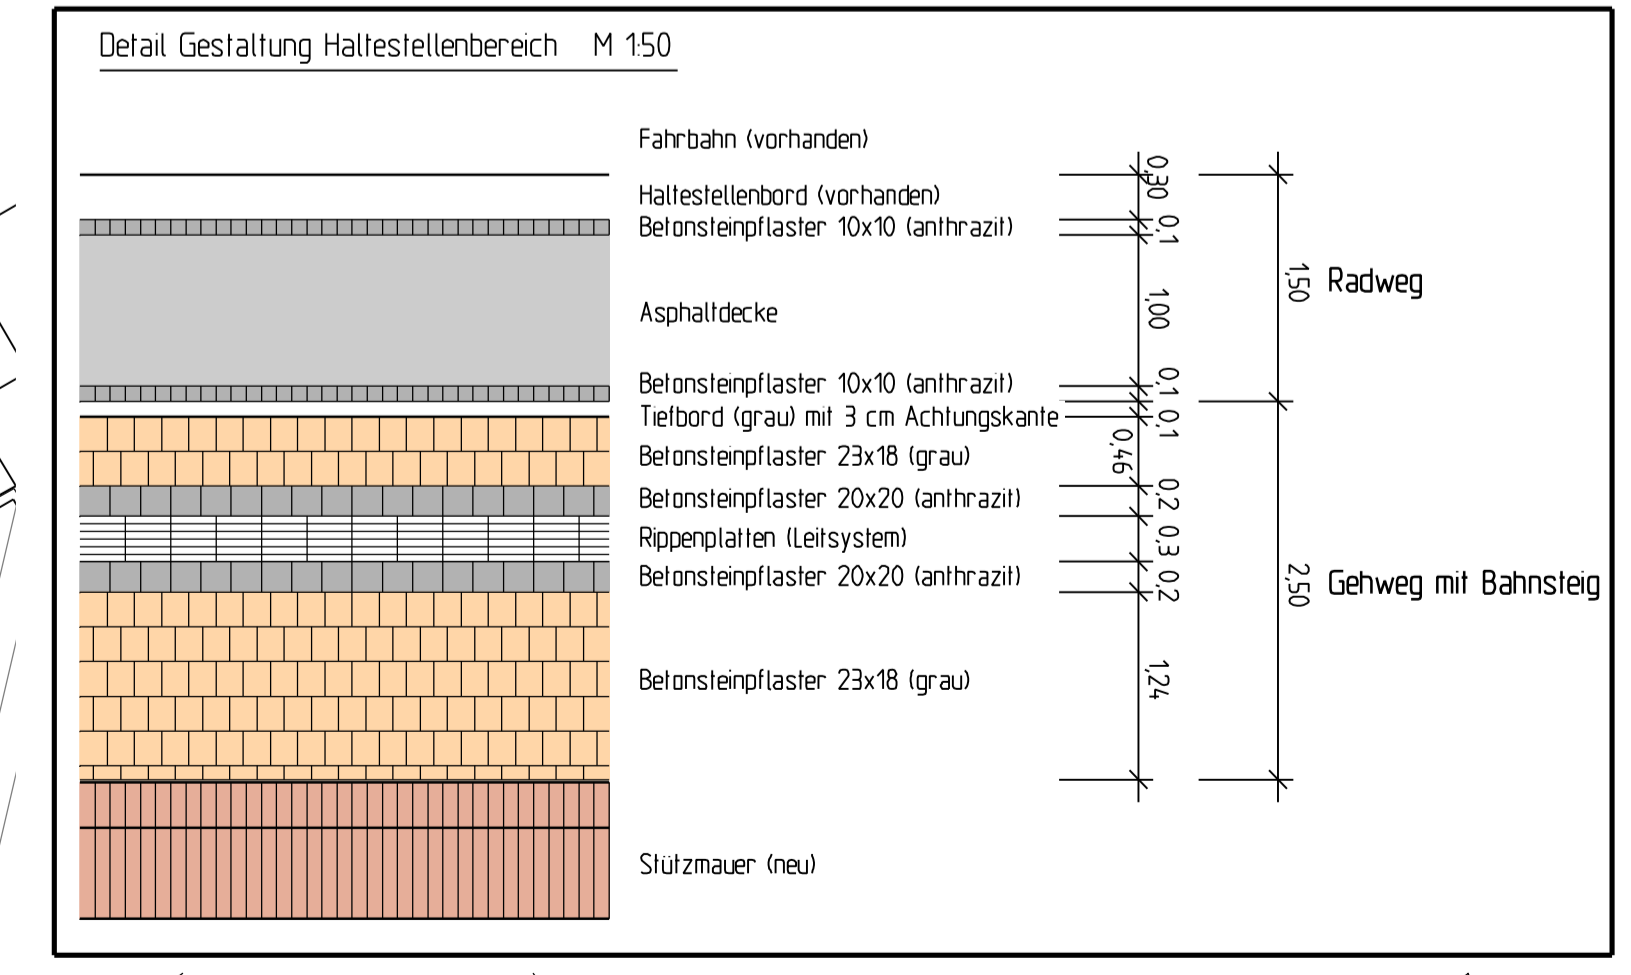 Detail Gestaltung Haltestellenbereich M 1:50
Fahrbahn (vorhanden)
0,30
Haltestellenbord (vorhanden)
Betonsteinpflaster 10x10 (anthrazit)
0,1
1,50 Radweg
Asphaltdecke
1,00
Betonsteinpflaster 10x10 (anthrazit)
0,1
Tiefbord (grau) mit 3 cm Achtungskante
0,1
Betonsteinpflaster 23x18 (grau)
0,46
Betonsteinpflaster 20x20 (anthrazit)
0,2
Rippenplatten (Leitsystem)
0,3
Betonsteinpflaster 20x20 (anthrazit)
0,2
2,50 Gehweg mit Bahnsteig
Betonsteinpflaster 23x18 (grau)
1,24
Stützmauer (neu)